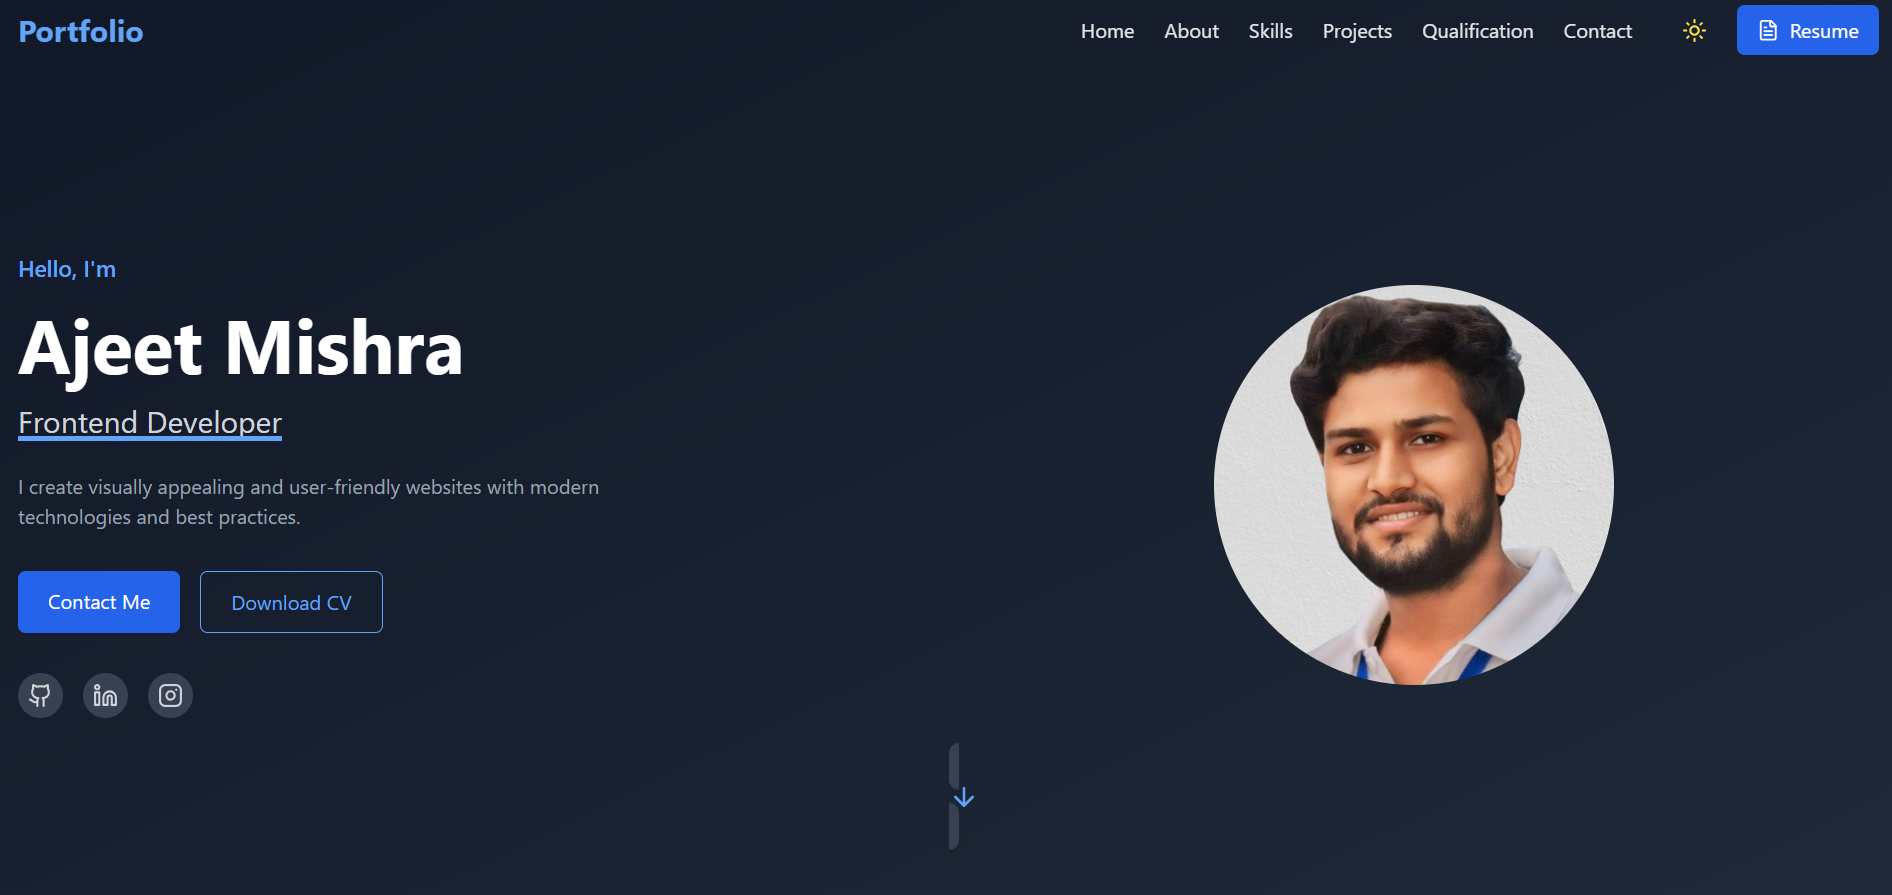 Portfolio
Home About Skills Projects Qualification Contact Resume
Hello, I'm
Ajeet Mishra
Frontend Developer
I create visually appealing and user-friendly websites with modern
technologies and best practices.
Contact Me Download CV